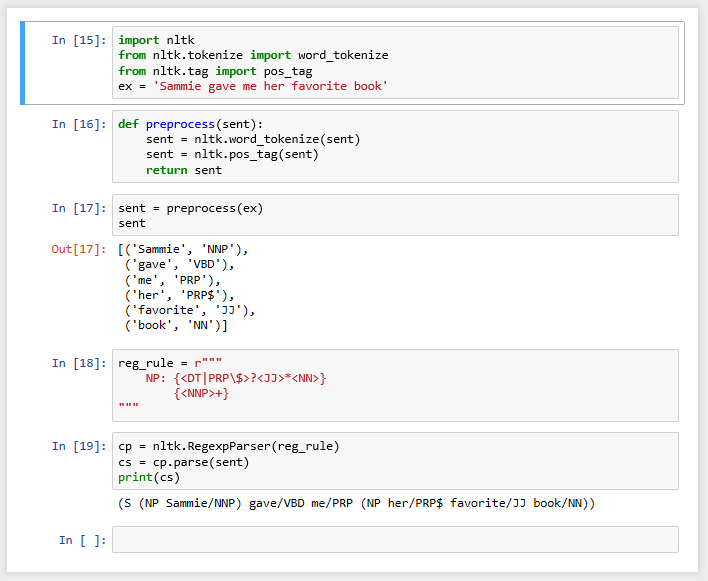 In [15]: import nltk
from nltk.tokenize import word_tokenize
from nltk.tag import pos_tag
ex = 'Sammie gave me her favorite book'
In [16]: def preprocess(sent):
    sent = nltk.word_tokenize(sent)
    sent = nltk.pos_tag(sent)
    return sent
In [17]: sent = preprocess(ex)
sent
Out[17]: [('Sammie', 'NNP'),
 ('gave', 'VBD'),
 ('me', 'PRP'),
 ('her', 'PRP$'),
 ('favorite', 'JJ'),
 ('book', 'NN')]
In [18]: reg_rule = r"""
    NP: {<DT|PRP\$>?<JJ>*<NN>}
        {<NNP>+}
"""
In [19]: cp = nltk.RegexpParser(reg_rule)
cs = cp.parse(sent)
print(cs)
(S (NP Sammie/NNP) gave/VBD me/PRP (NP her/PRP$ favorite/JJ book/NN))
In [ ]: